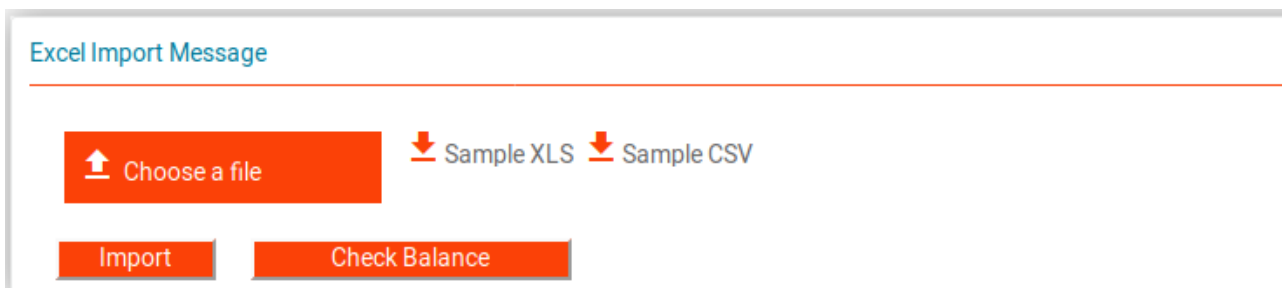 Excel Import Message
Choose a file Sample XLS Sample CSV
Import Check Balance